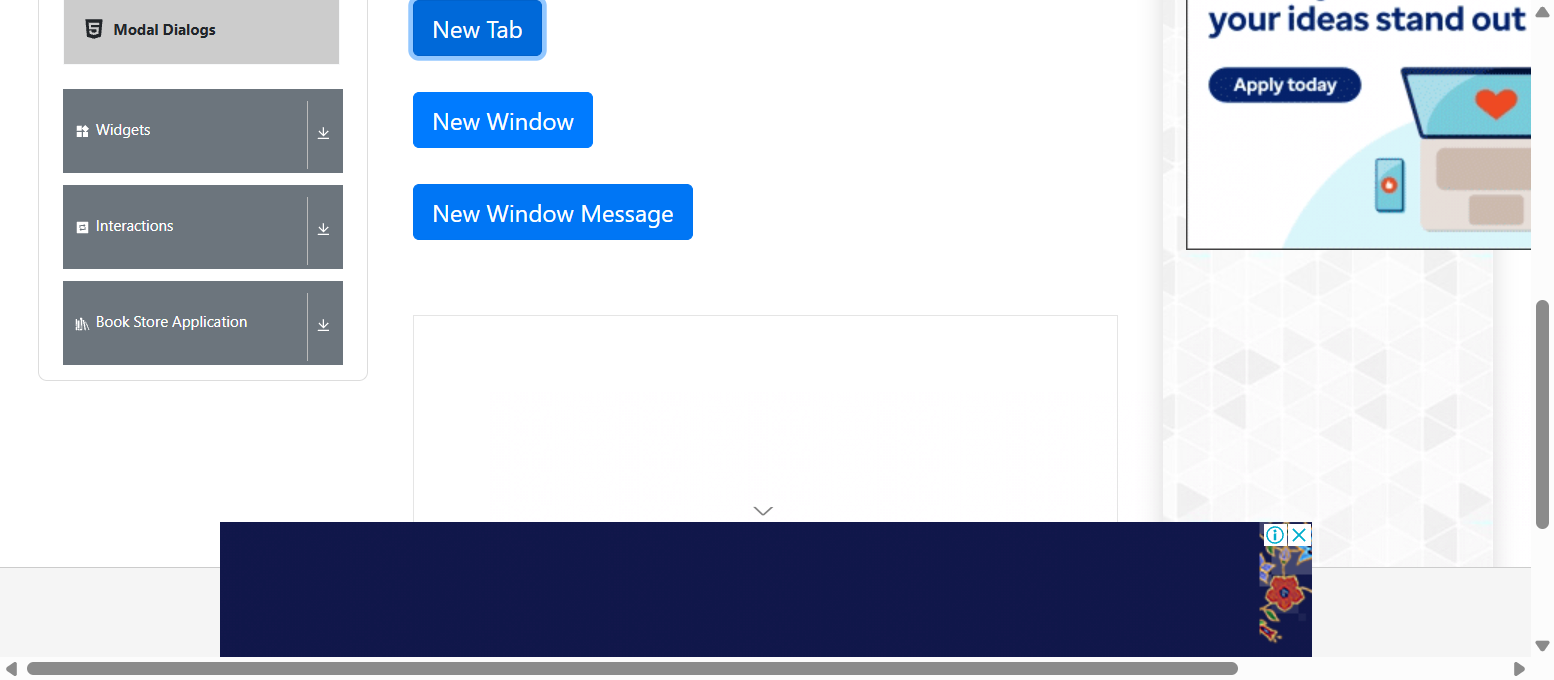 Modal Dialogs
Widgets
Interactions
Book Store Application
New Tab
New Window
New Window Message
your ideas stand out
Apply today